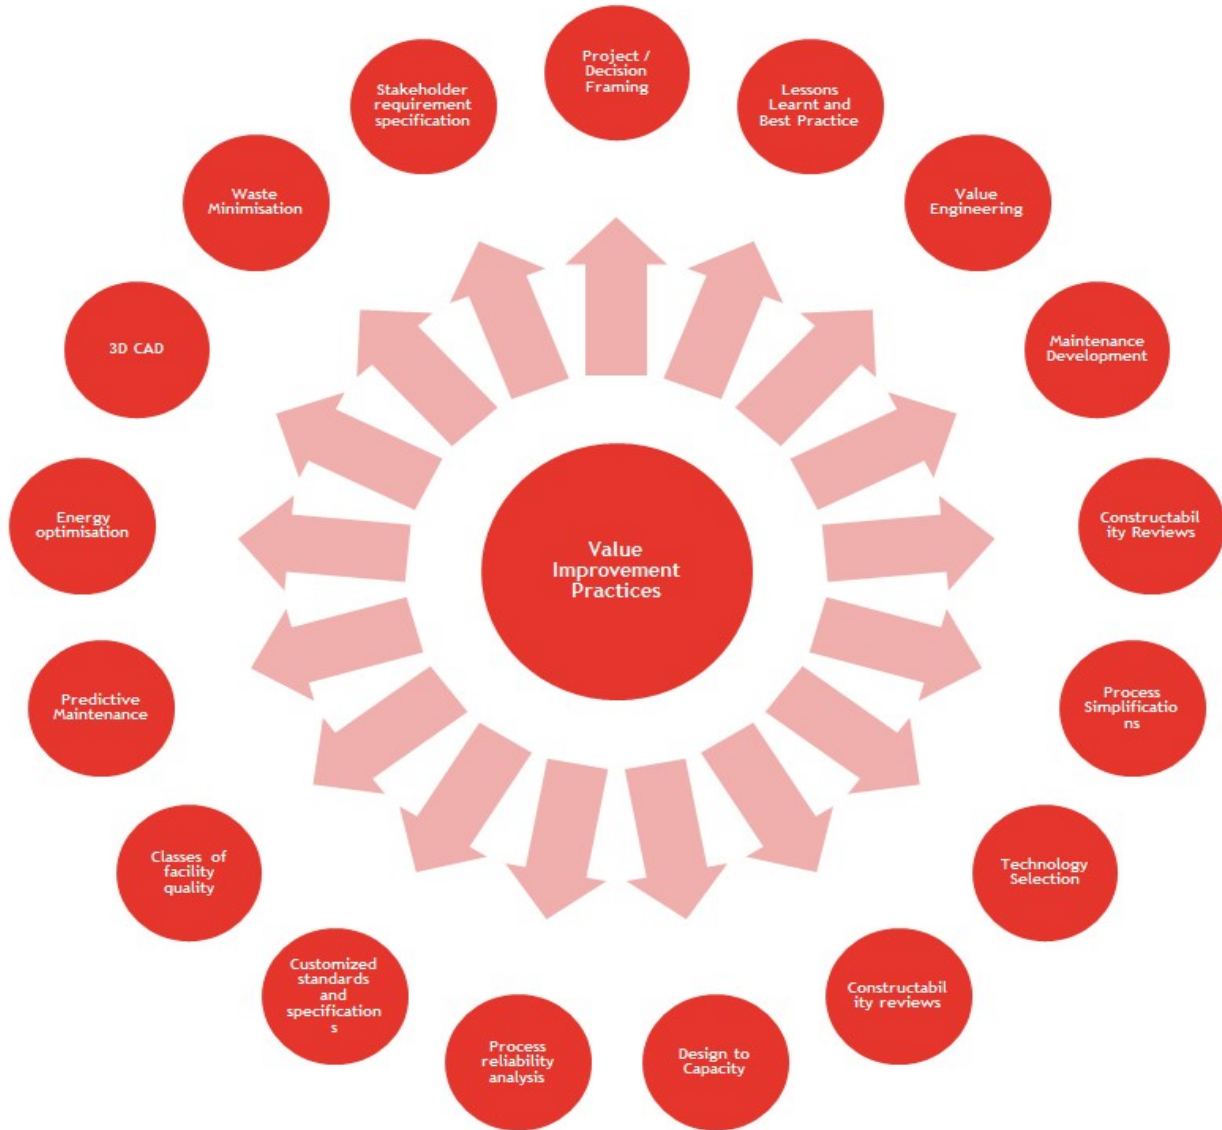 Project /
Decision
Framing
Lessons
Learnt and
Best Practice
Value
Engineering
Maintenance
Development
Constructabil
ity Reviews
Process
Simplificatio
ns
Technology
Selection
Constructabil
ity reviews
Design to
Capacity
Process
reliability
analysis
Customized
standards
and
specification
s
Classes of
facility
quality
Predictive
Maintenance
Energy
optimisation
3D CAD
Waste
Minimisation
Stakeholder
requirement
specification
Value
Improvement
Practices